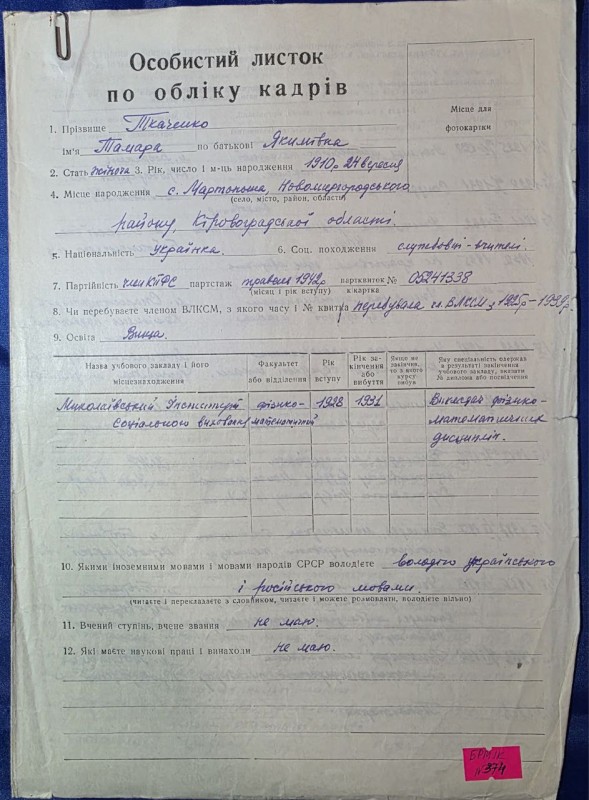 Особистий листок
по обліку кадрів
Місце для
фотокартки
1. Прізвище Ткаченко
ім'я Тамара по батькові Якимівна
2. Стать жіноча 3. Рік, число і м-ць народження 1910р. 24 вересня
4. Місце народження с. Мартоноша, Новомиргородського
(село, місто, район, область)
району, Кіровоградської області.
5. Національність українка. 6. Соц. походження службовці-вчителі.
7. Партійність член КПРС партстаж травень 1942р партквиток № 05241338
(місяц і рік вступу) к'картка
8. Чи перебуваєте членом ВЛКСМ, з якого часу і № квитка перебувала чл. ВЛКСМ з 1925р-1939р.
9. Освіта Вища.
Назва учбового закладу і його місцезнаходження
Факультет або відділення
Рік вступу
Рік закінчення або вибуття
Якщо не закінчив, то з якого курсу вибув
Яку спеціальність одержав в результаті закінчення учбового закладу, вказати № диплома або посвідчення
Миколаївський Інститут фізико- 1928 1931 Викладач фізико-
соціального виховання математичний математичних
дисциплін.
10. Якими іноземними мовами і мовами народів СРСР володієте володію українською
і російською мовами.
(читаєте і перекладаєте з словником, читаєте і можете розмовляти, володієте вільно)
11. Вчений ступінь, вчене звання не маю.
12. Які маєте наукові праці і винаходи не маю.
№ 374